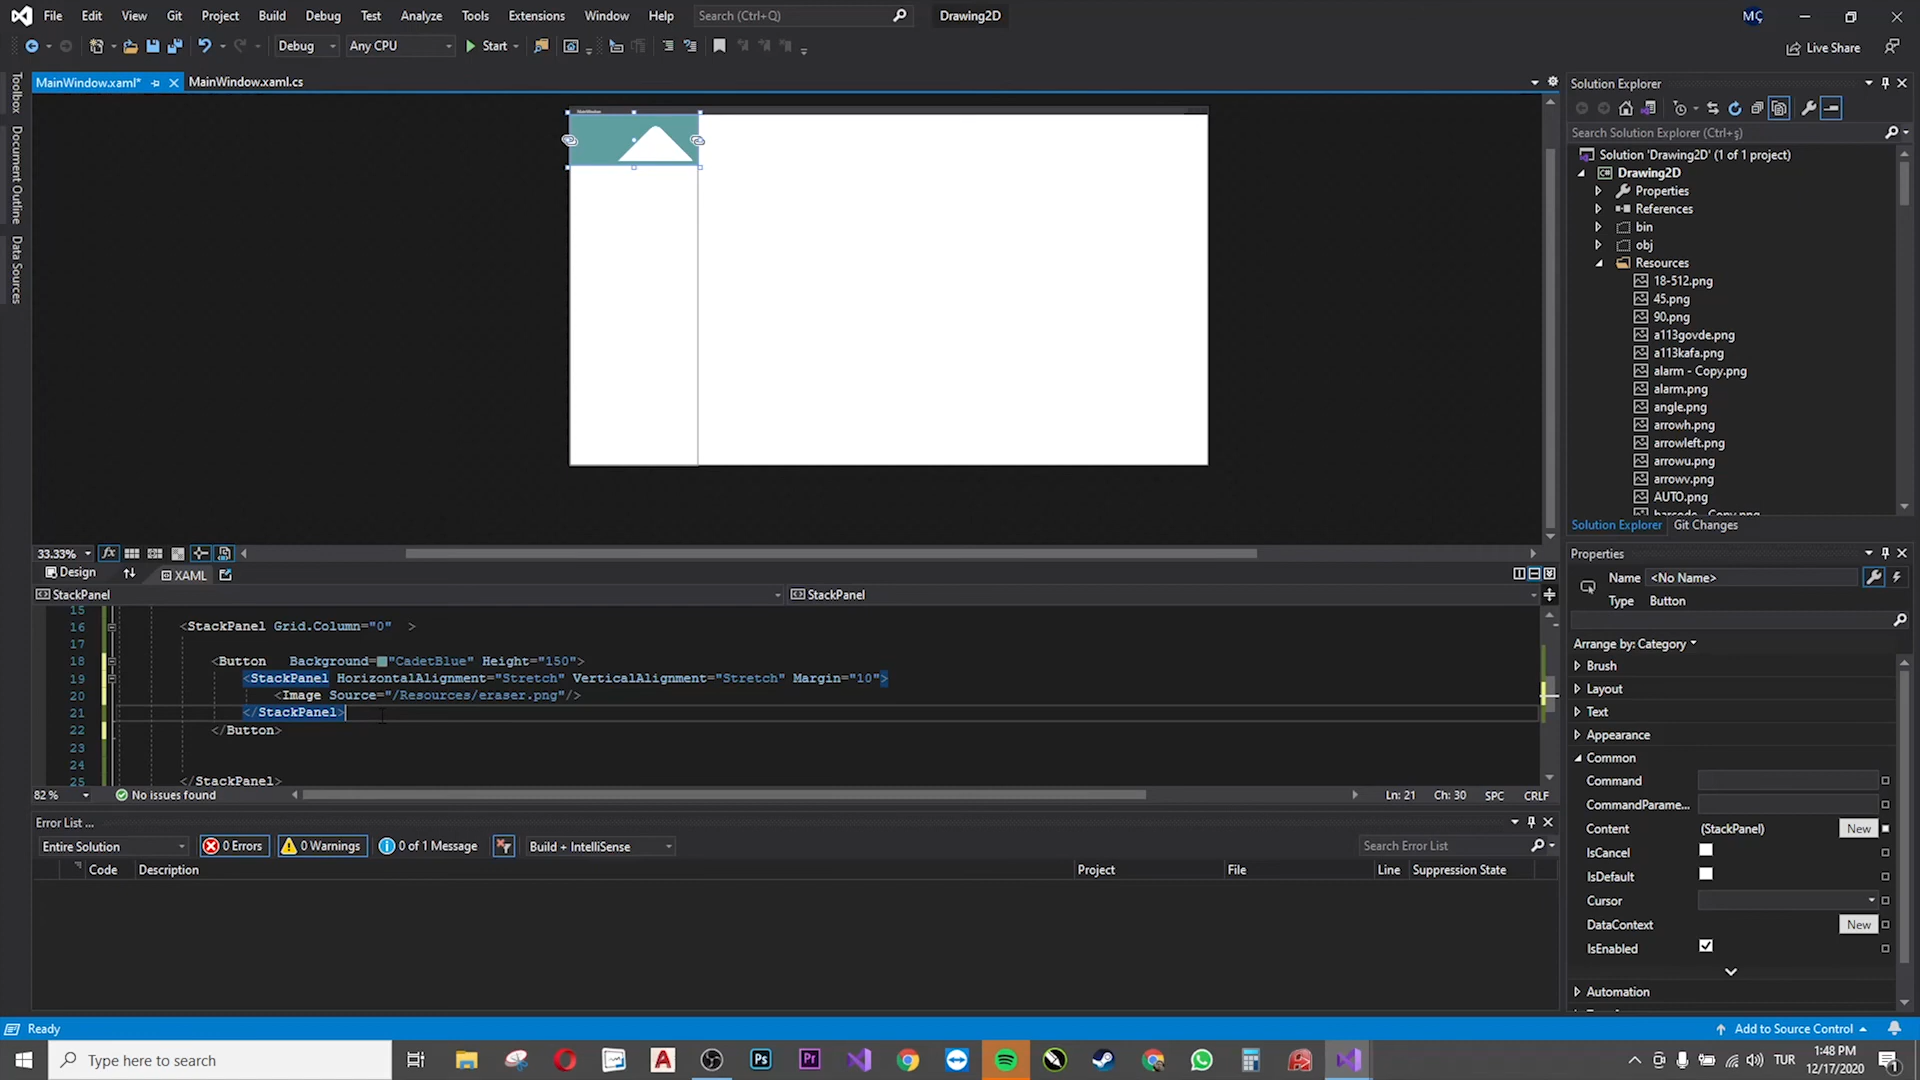 File Edit View Git Project Build Debug Test Analyze Tools Extensions Window Help Search (Ctrl+Q) Drawing2D MÇ
Debug Any CPU Start Live Share
Toolbox
Document Outline
Data Sources
MainWindow.xaml* MainWindow.xaml.cs
MainWindow
33.33%
Design XAML
StackPanel StackPanel
15
16 <StackPanel Grid.Column="0" >
17
18 <Button Background="CadetBlue" Height="150">
19 <StackPanel HorizontalAlignment="Stretch" VerticalAlignment="Stretch" Margin="10">
20 <Image Source="/Resources/eraser.png"/>
21 </StackPanel>
22 </Button>
23
24
25 </StackPanel>
82 % No issues found Ln: 21 Ch: 30 SPC CRLF
Error List ...
Entire Solution 0 Errors 0 Warnings 0 of 1 Message Build + IntelliSense Search Error List
Code Description Project File Line Suppression State
Solution Explorer
Search Solution Explorer (Ctrl+ş)
Solution 'Drawing2D' (1 of 1 project)
C# Drawing2D
Properties
References
bin
obj
Resources
18-512.png
45.png
90.png
a113govde.png
a113kafa.png
alarm - Copy.png
alarm.png
angle.png
arrowh.png
arrowleft.png
arrowu.png
arrowv.png
AUTO.png
barcode - Copy.png
Solution Explorer Git Changes
Properties
Name <No Name>
Type Button
Arrange by: Category
Brush
Layout
Text
Appearance
Common
Command
CommandParame...
Content (StackPanel) New
IsCancel
IsDefault
Cursor
DataContext New
IsEnabled
Automation
Ready Add to Source Control
Type here to search Ps Pr TUR 1:48 PM
12/17/2020 1